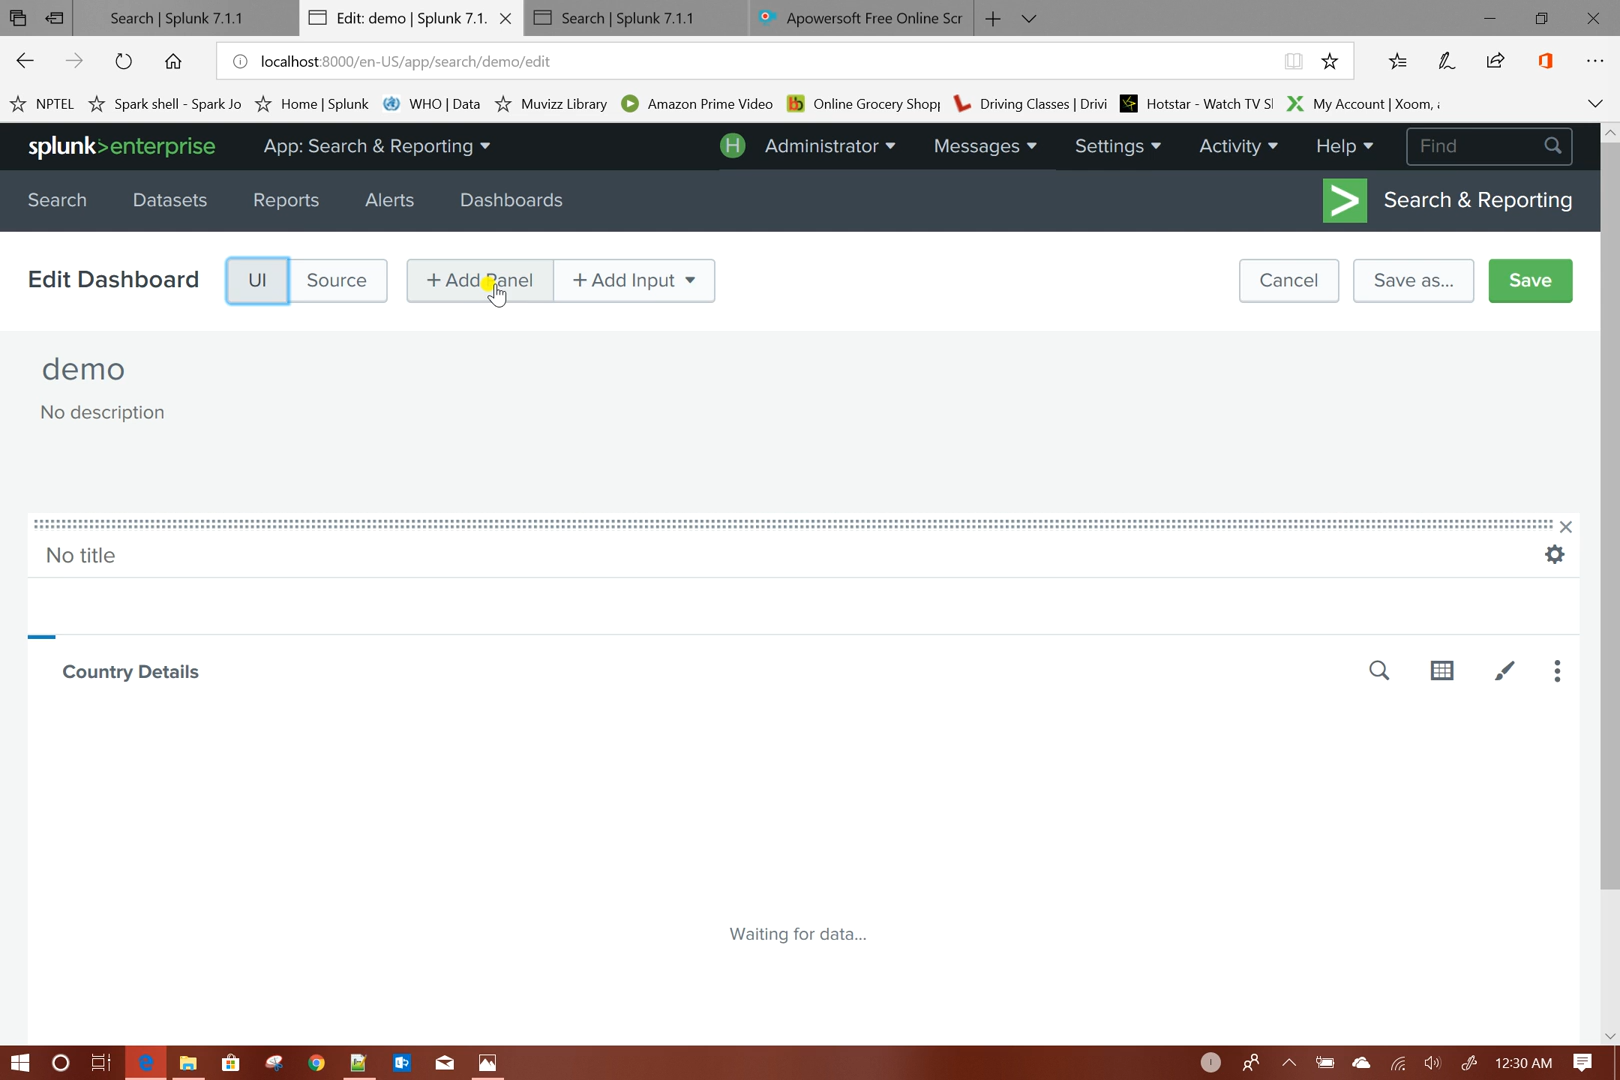 Search | Splunk 7.1.1
Edit: demo | Splunk 7.1.
Search | Splunk 7.1.1
Apowersoft Free Online Scr
localhost:8000/en-US/app/search/demo/edit
NPTEL
Spark shell - Spark Jo
Home | Splunk
WHO | Data
Muvizz Library
Amazon Prime Video
Online Grocery Shopp
Driving Classes | Drivi
Hotstar - Watch TV S
My Account | Xoom,
splunk>enterprise
App: Search & Reporting
H
Administrator
Messages
Settings
Activity
Help
Find
Search
Datasets
Reports
Alerts
Dashboards
Search & Reporting
Edit Dashboard
UI
Source
+ Add Panel
+ Add Input
Cancel
Save as...
Save
demo
No description
No title
Country Details
Waiting for data...
12:30 AM